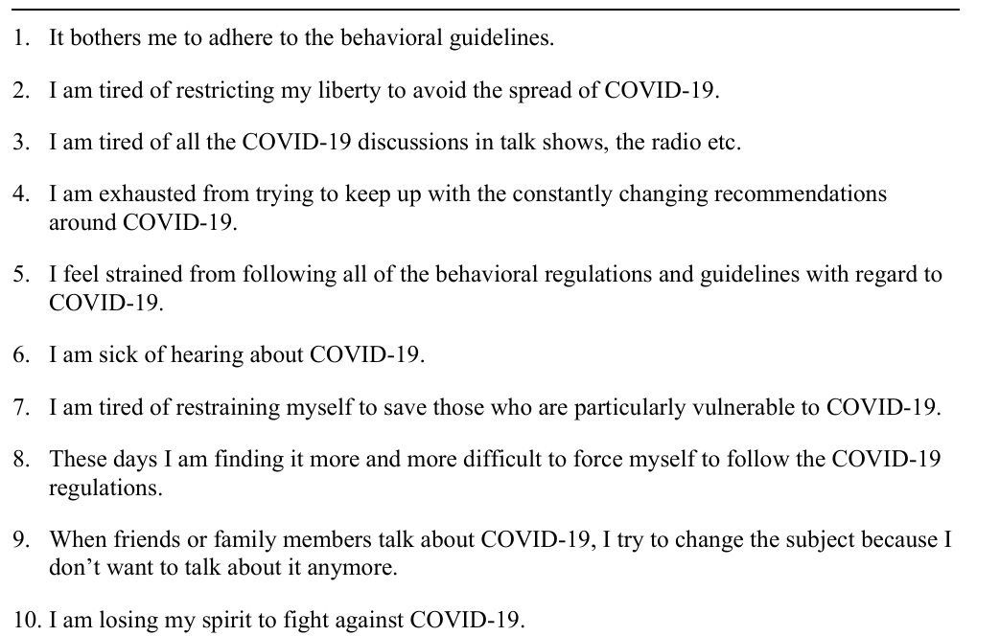 1. It bothers me to adhere to the behavioral guidelines.
2. I am tired of restricting my liberty to avoid the spread of COVID-19.
3. I am tired of all the COVID-19 discussions in talk shows, the radio etc.
4. I am exhausted from trying to keep up with the constantly changing recommendations
around COVID-19.
5. I feel strained from following all of the behavioral regulations and guidelines with regard to
COVID-19.
6. I am sick of hearing about COVID-19.
7. I am tired of restraining myself to save those who are particularly vulnerable to COVID-19.
8. These days I am finding it more and more difficult to force myself to follow the COVID-19
regulations.
9. When friends or family members talk about COVID-19, I try to change the subject because I
don’t want to talk about it anymore.
10. I am losing my spirit to fight against COVID-19.